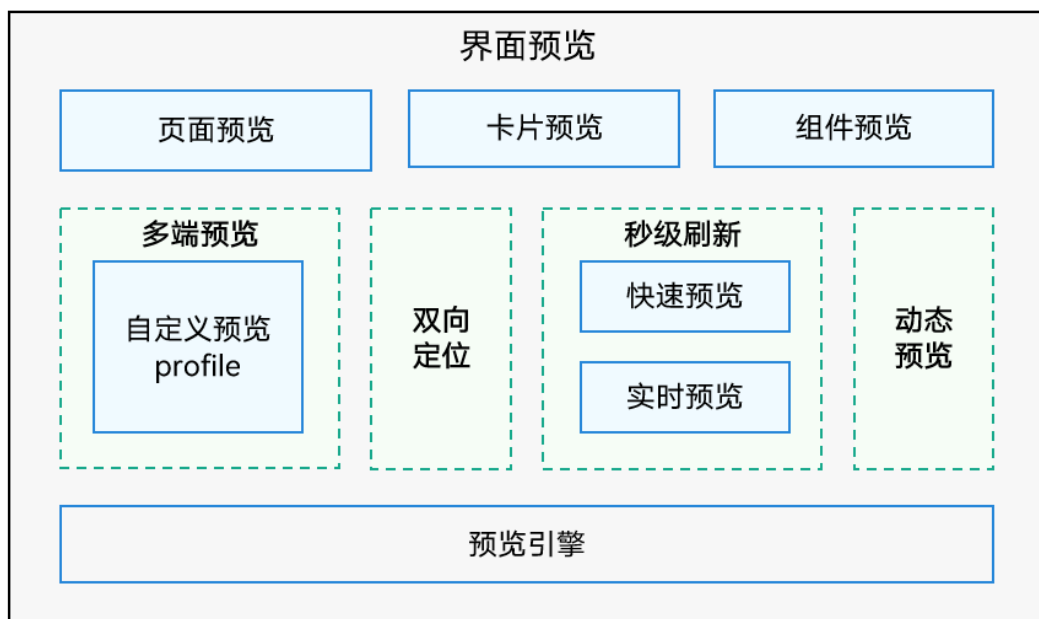 界面预览
页面预览
卡片预览
组件预览
多端预览
自定义预览
profile
双向
定位
秒级刷新
快速预览
实时预览
动态
预览
预览引擎